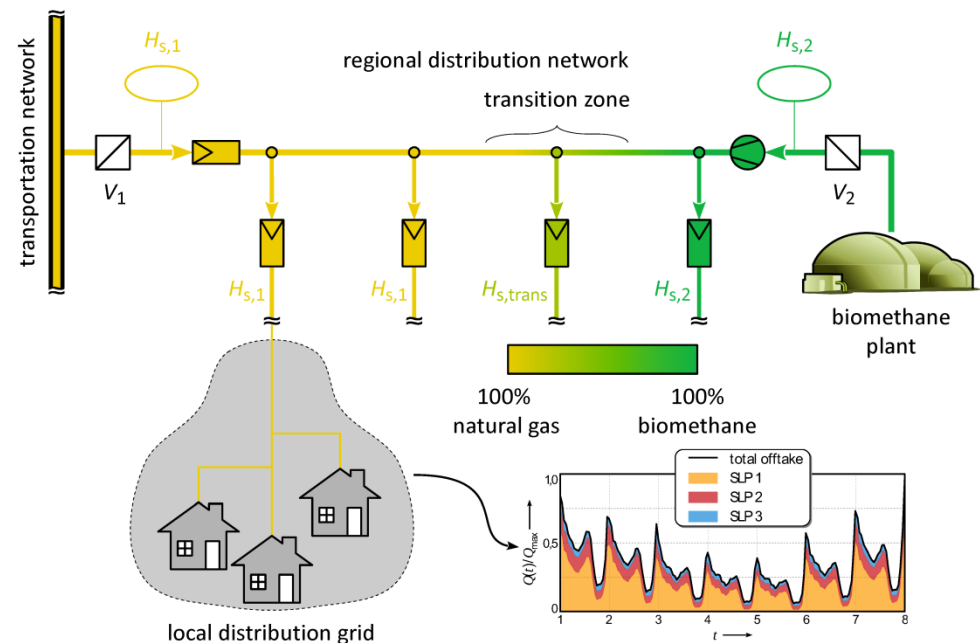 transportation network
H_s,1
V_1
regional distribution network
transition zone
H_s,2
V_2
H_s,1
H_s,1
H_s,trans
H_s,2
biomethane
plant
100%
natural gas
100%
biomethane
local distribution grid
total offtake
SLP 1
SLP 2
SLP 3
Q(t)/Q_max
1,0
0,5
0
1
2
3
4
5
6
7
8
t